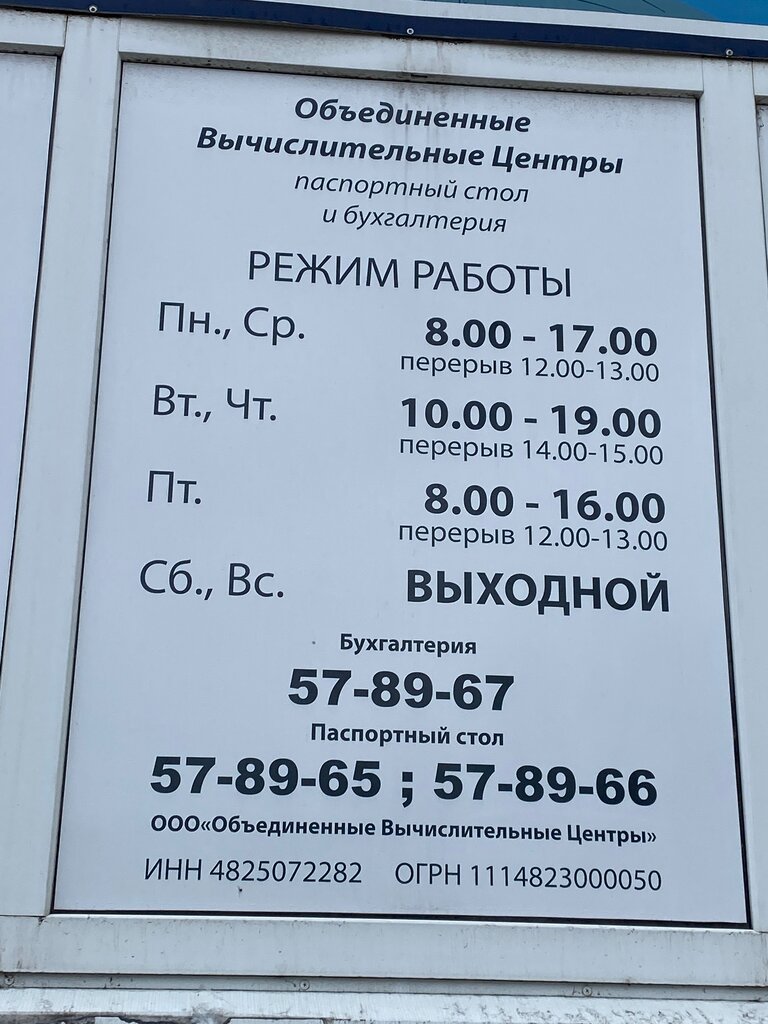 Объединенные
Вычислительные Центры
паспортный стол
и бухгалтерия
РЕЖИМ РАБОТЫ
Пн., Ср. 8.00 - 17.00
перерыв 12.00-13.00
Вт., Чт. 10.00 - 19.00
перерыв 14.00-15.00
Пт. 8.00 - 16.00
перерыв 12.00-13.00
Сб., Вс. ВЫХОДНОЙ
Бухгалтерия
57-89-67
Паспортный стол
57-89-65 ; 57-89-66
ООО«Объединенные Вычислительные Центры»
ИНН 4825072282 ОГРН 1114823000050